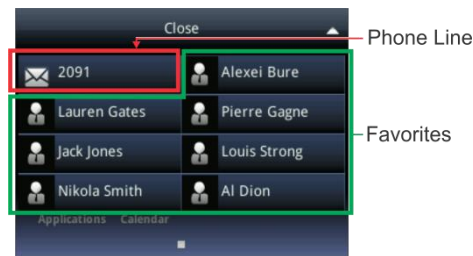 Close
Phone Line
2091
Alexei Bure
Lauren Gates
Pierre Gagne
Favorites
Jack Jones
Louis Strong
Nikola Smith
Al Dion
Applications Calendar